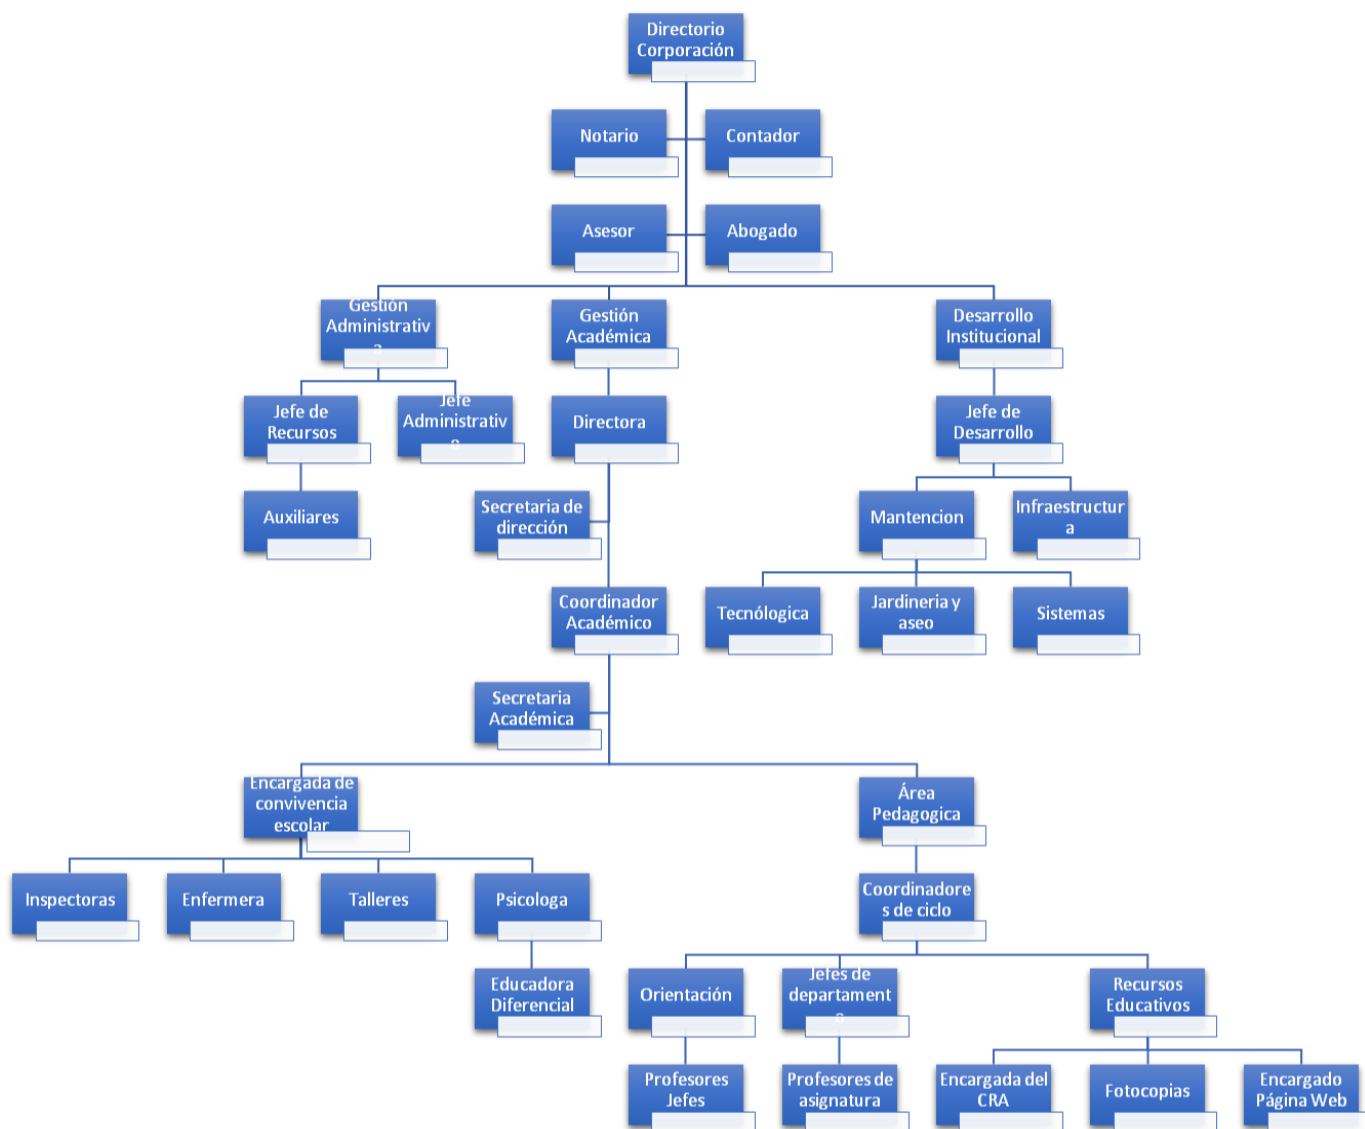 Directorio
Corporación
Notario
Contador
Asesor
Abogado
Gestión
Administrativ
a
Gestión
Académica
Desarrollo
Institucional
Jefe de
Recursos
Jefe
Administrativ
o
Directora
Jefe de
Desarrollo
Auxiliares
Secretaria de
dirección
Mantencion
Infraestructur
a
Coordinador
Académico
Tecnólogica
Jardineria y
aseo
Sistemas
Secretaria
Académica
Encargada de
convivencia
escolar
Área
Pedagogica
Inspectoras
Enfermera
Talleres
Psicologa
Coordinadore
s de ciclo
Educadora
Diferencial
Orientación
Jefes de
departament
o
Recursos
Educativos
Profesores
Jefes
Profesores de
asignatura
Encargada del
CRA
Fotocopias
Encargado
Página Web